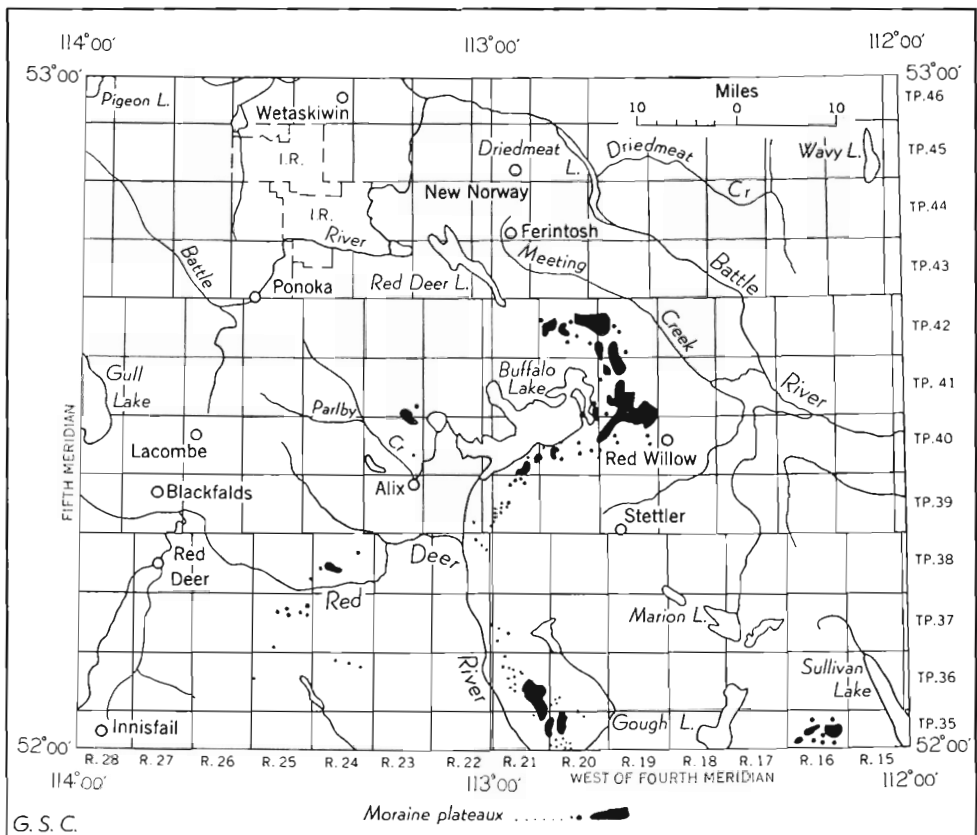 114°00'
113°00'
112°00'
53°00'
53°00'
Pigeon L.
Wetaskiwin
Miles
10 0 10
TP. 46
I.R.
Driedmeat
L.
Driedmeat
Cr
Wavy L.
TP. 45
New Norway
I.R.
River
Ferintosh
TP. 44
Battle
Meeting
Battle
TP. 43
Red Deer L.
Ponoka
Creek
TP. 42
Gull
Lake
Buffalo
Lake
River
TP. 41
Parlby
Cr
Lacombe
Red Willow
TP. 40
FIFTH MERIDIAN
Alix
Blackfalds
Stettler
TP. 39
Red
Deer
Deer
TP. 38
Red
Marion L.
TP. 37
River
Sullivan
Lake
TP. 36
Innisfail
Gough L.
TP. 35
52°00'
52°00'
R. 28 R. 27 R. 26 R. 25 R. 24 R. 23 R. 22 R. 21 R. 20 R. 19 R. 18 R. 17 R. 16 R. 15
WEST OF FOURTH MERIDIAN
114°00'
113°00'
112°00'
Moraine plateaux ......
G. S. C.